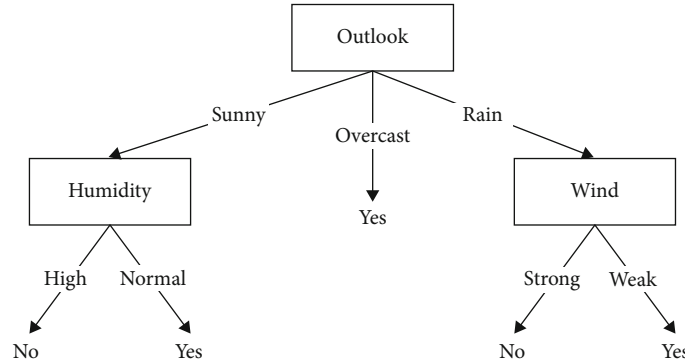 Outlook
Sunny
Overcast
Rain
Humidity
Yes
Wind
High
Normal
Strong
Weak
No
Yes
No
Yes